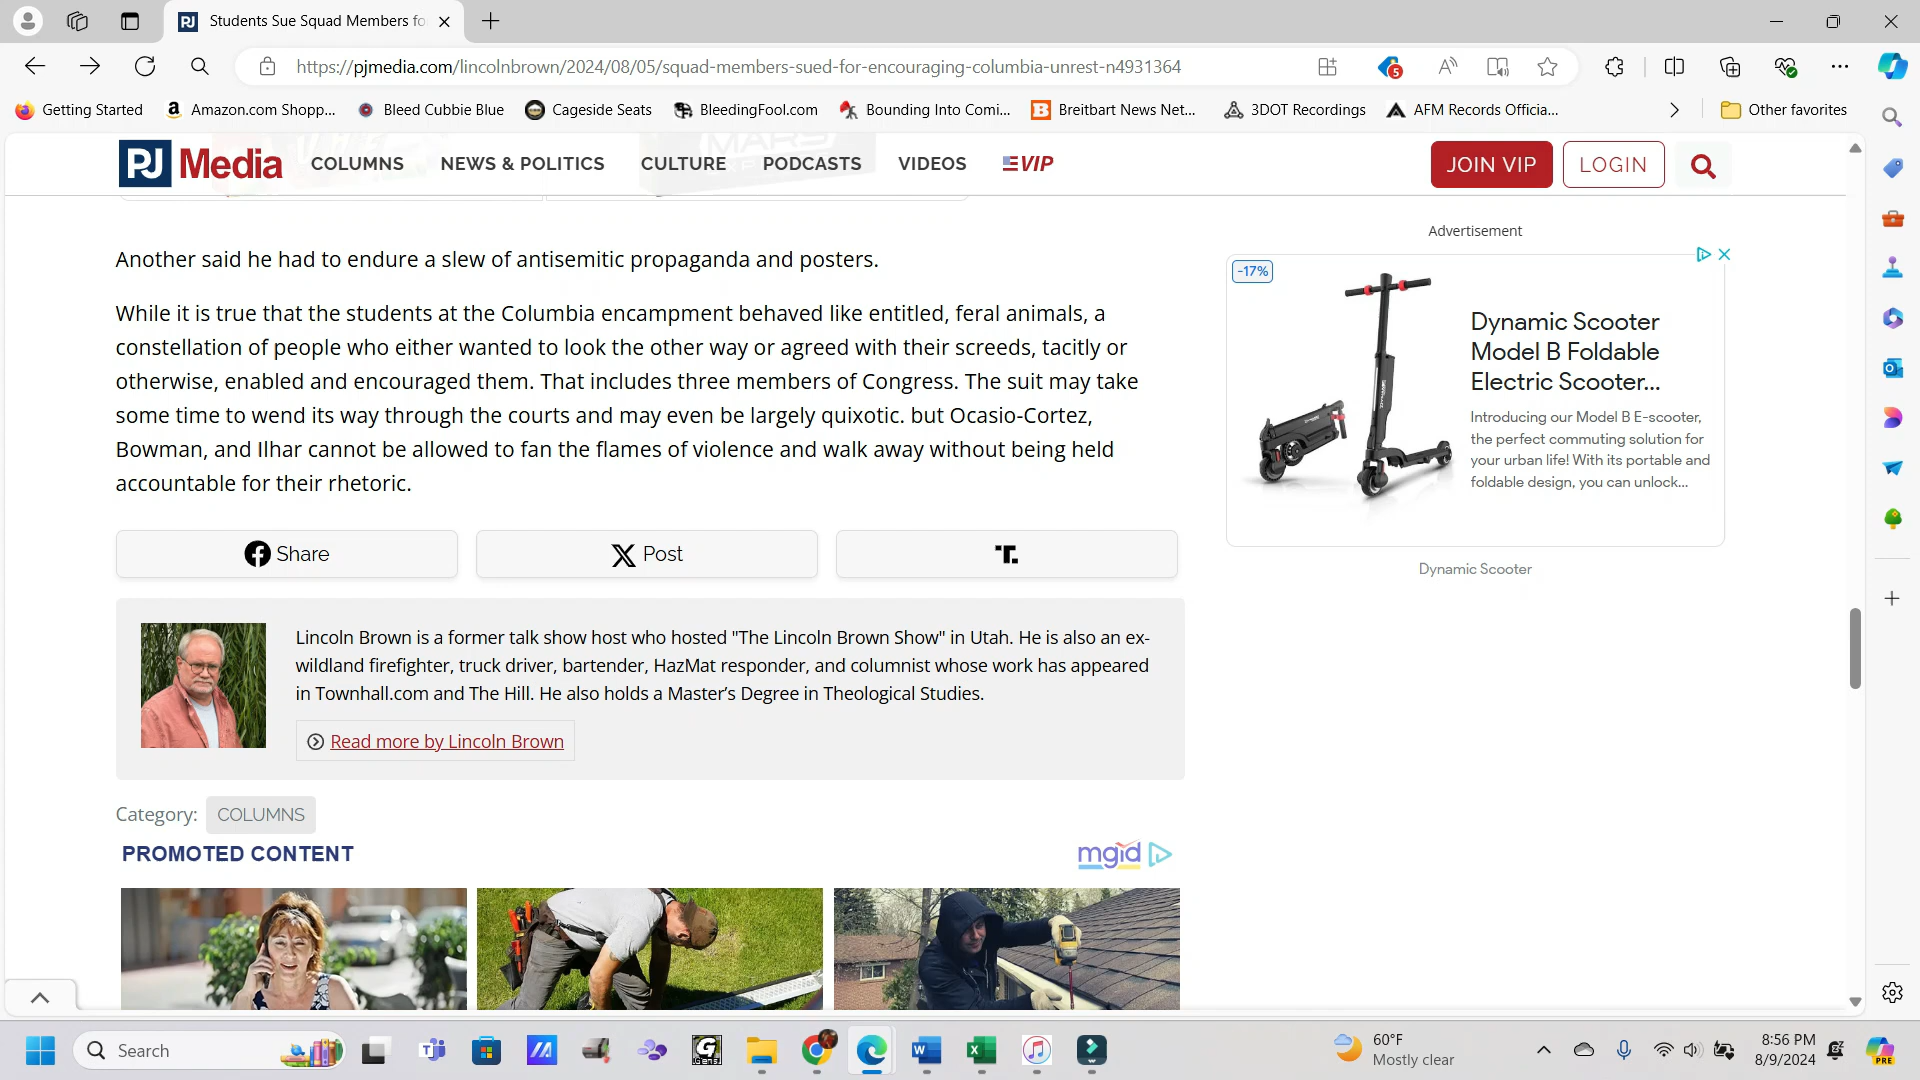 PJ Students Sue Squad Members fo
https://pjmedia.com/lincolnbrown/2024/08/05/squad-members-sued-for-encouraging-columbia-unrest-n4931364
5
Getting Started
Amazon.com Shopp...
Bleed Cubbie Blue
Cageside Seats
BleedingFool.com
Bounding Into Comi...
Breitbart News Net...
3DOT Recordings
AFM Records Officia...
Other favorites
PJ Media
COLUMNS
NEWS & POLITICS
CULTURE
PODCASTS
VIDEOS
VIP
JOIN VIP
LOGIN
MARS
Another said he had to endure a slew of antisemitic propaganda and posters.
While it is true that the students at the Columbia encampment behaved like entitled, feral animals, a
constellation of people who either wanted to look the other way or agreed with their screeds, tacitly or
otherwise, enabled and encouraged them. That includes three members of Congress. The suit may take
some time to wend its way through the courts and may even be largely quixotic. but Ocasio-Cortez,
Bowman, and Ilhar cannot be allowed to fan the flames of violence and walk away without being held
accountable for their rhetoric.
Share
Post
T.
Lincoln Brown is a former talk show host who hosted "The Lincoln Brown Show" in Utah. He is also an ex-
wildland firefighter, truck driver, bartender, HazMat responder, and columnist whose work has appeared
in Townhall.com and The Hill. He also holds a Master’s Degree in Theological Studies.
Read more by Lincoln Brown
Category: COLUMNS
PROMOTED CONTENT
mgid
Advertisement
-17%
Dynamic Scooter
Model B Foldable
Electric Scooter...
Introducing our Model B E-scooter,
the perfect commuting solution for
your urban life! With its portable and
foldable design, you can unlock...
Dynamic Scooter
Search
60°F
Mostly clear
8:56 PM
8/9/2024
PRE